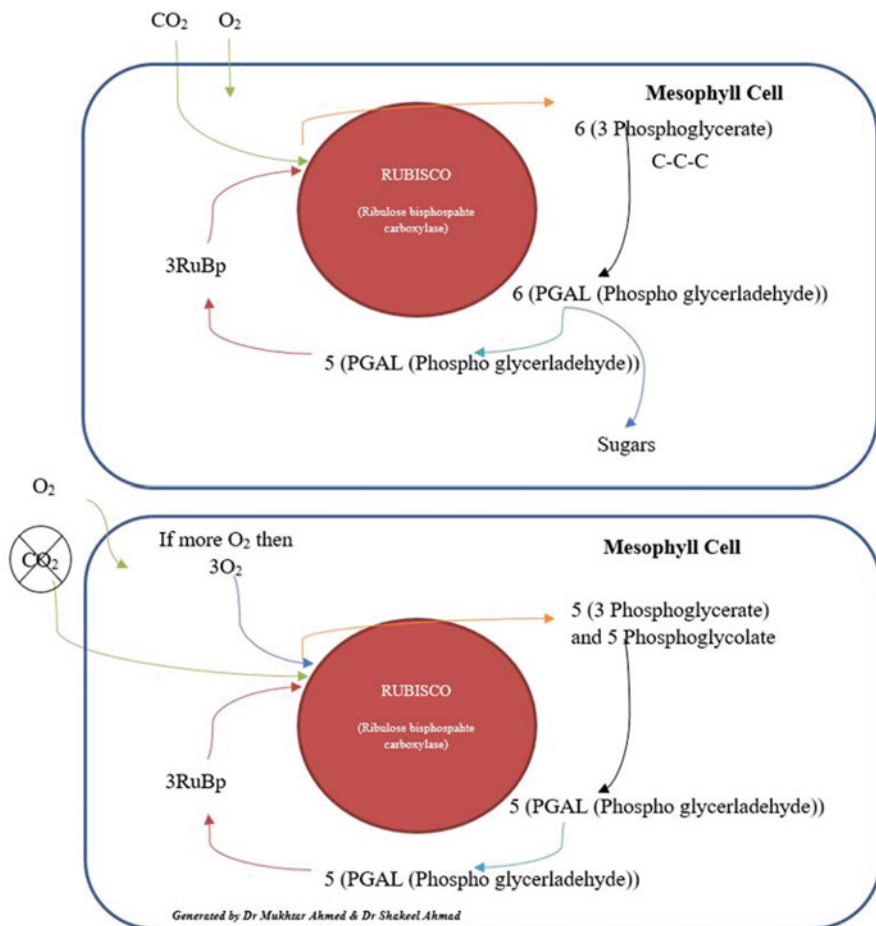 CO₂ O₂
Mesophyll Cell
6 (3 Phosphoglycerate)
C-C-C
RUBISCO
(Ribulose bisphospahte
carboxylase)
3RuBp
6 (PGAL (Phospho glycerladehyde))
5 (PGAL (Phospho glycerladehyde))
Sugars
O₂
CO₂
If more O₂ then
3O₂
Mesophyll Cell
5 (3 Phosphoglycerate)
and 5 Phosphoglycolate
RUBISCO
(Ribulose bisphospahte
carboxylase)
3RuBp
5 (PGAL (Phospho glycerladehyde))
5 (PGAL (Phospho glycerladehyde))
Generated by Dr Mukhtar Ahmed & Dr Shakeel Ahmad